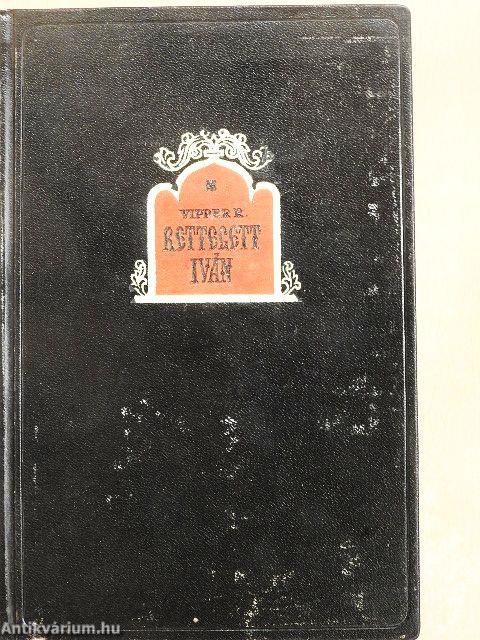 VIPPER R.
RETTEGETT
IVÁN
Antikvárium.hu